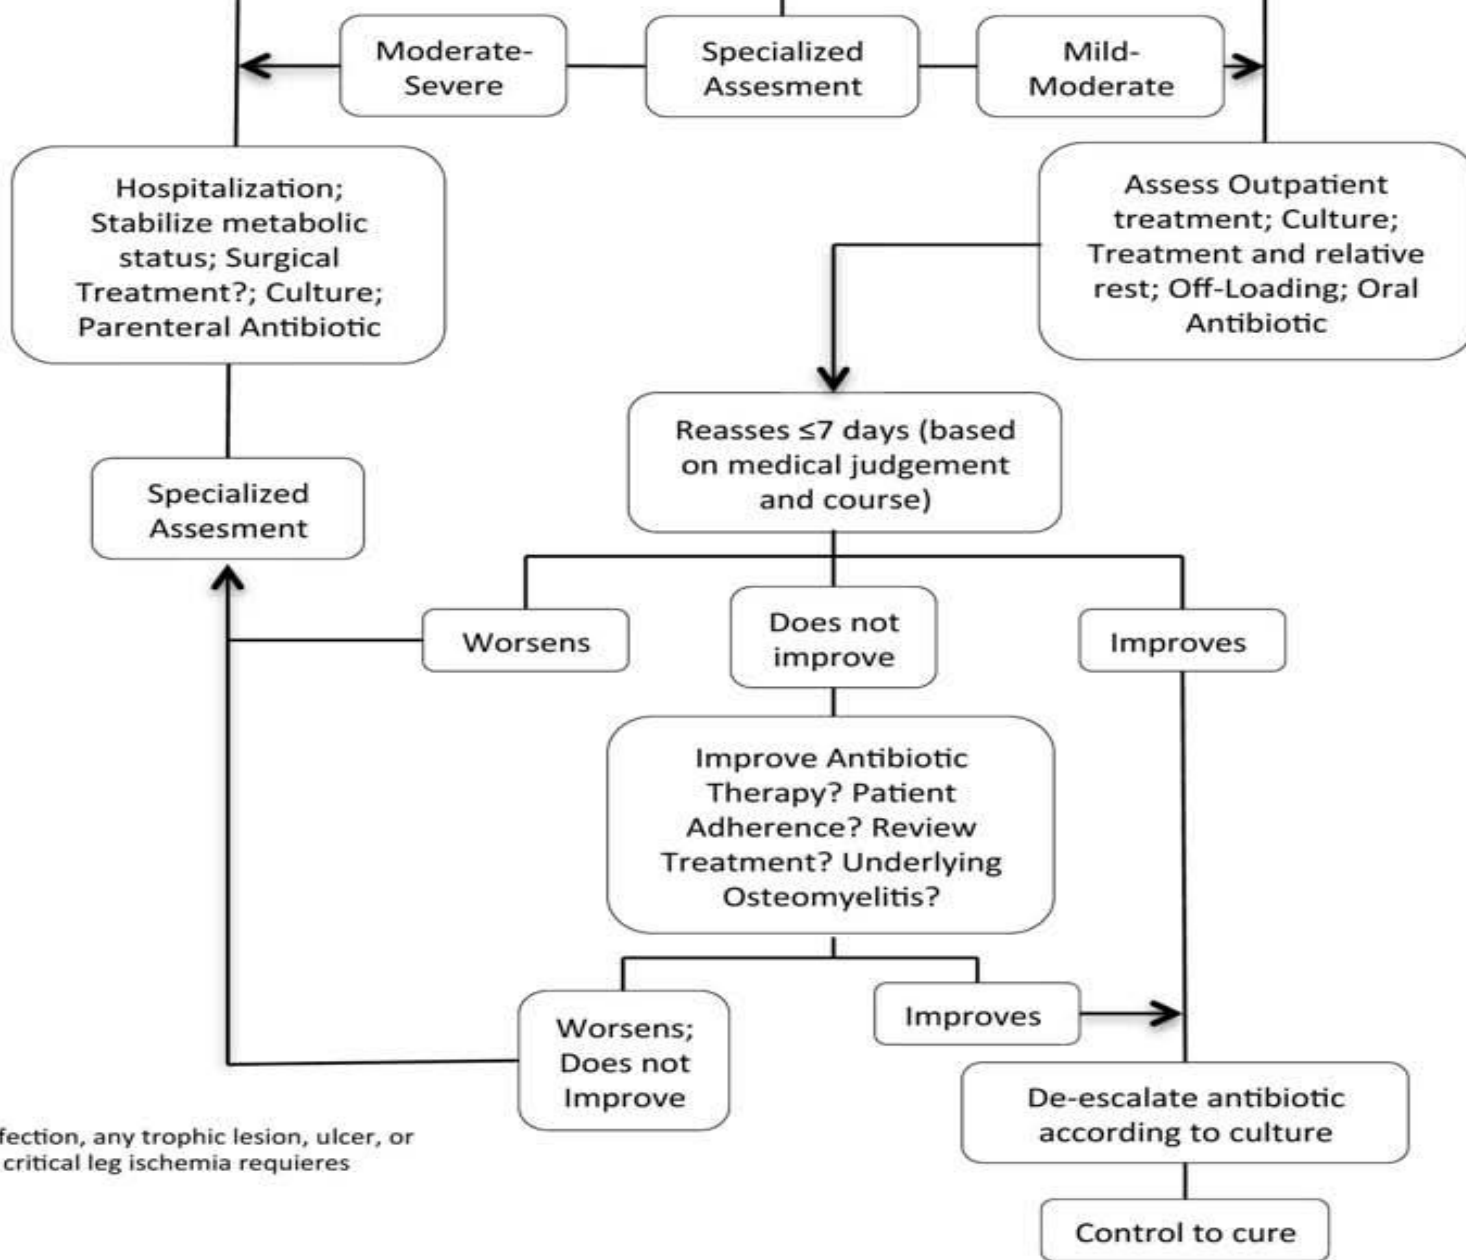 Moderate-
Severe
Specialized
Assesment
Mild-
Moderate
Hospitalization;
Stabilize metabolic
status; Surgical
Treatment?; Culture;
Parenteral Antibiotic
Assess Outpatient
treatment; Culture;
Treatment and relative
rest; Off-Loading; Oral
Antibiotic
Reasses ≤7 days (based
on medical judgement
and course)
Specialized
Assesment
Worsens
Does not
improve
Improves
Improve Antibiotic
Therapy? Patient
Adherence? Review
Treatment? Underlying
Osteomyelitis?
Worsens;
Does not
Improve
Improves
De-escalate antibiotic
according to culture
Control to cure
fection, any trophic lesion, ulcer, or
critical leg ischemia requieres